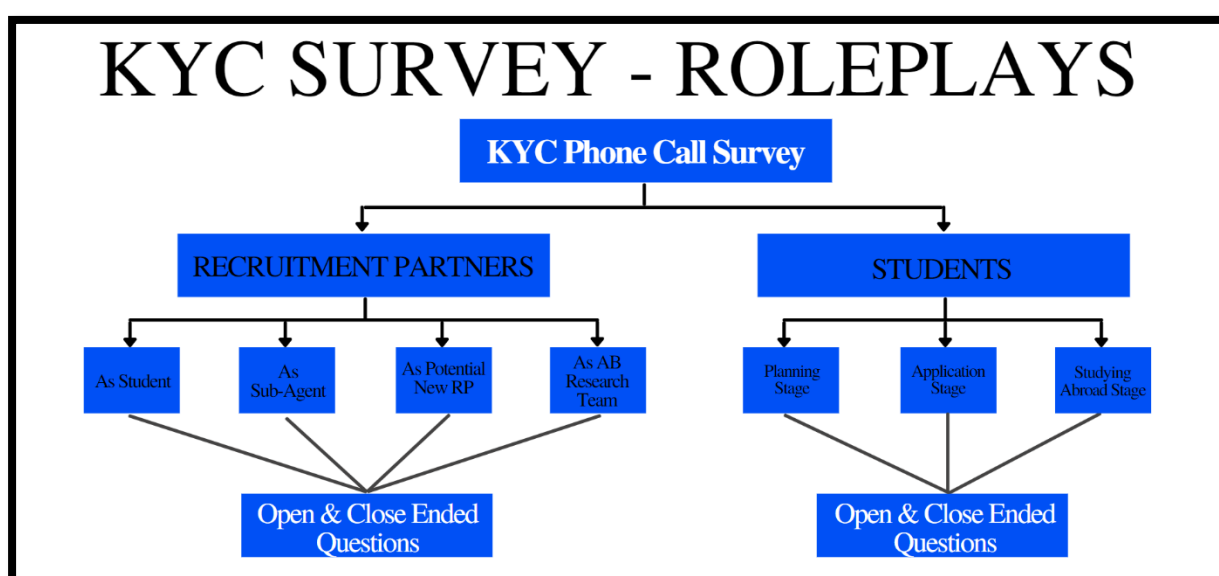 KYC SURVEY - ROLEPLAYS
KYC Phone Call Survey
RECRUITMENT PARTNERS
STUDENTS
As Student
As
Sub-Agent
As Potential
New RP
As AB
Research
Team
Planning
Stage
Application
Stage
Studying
Abroad Stage
Open & Close Ended
Questions
Open & Close Ended
Questions